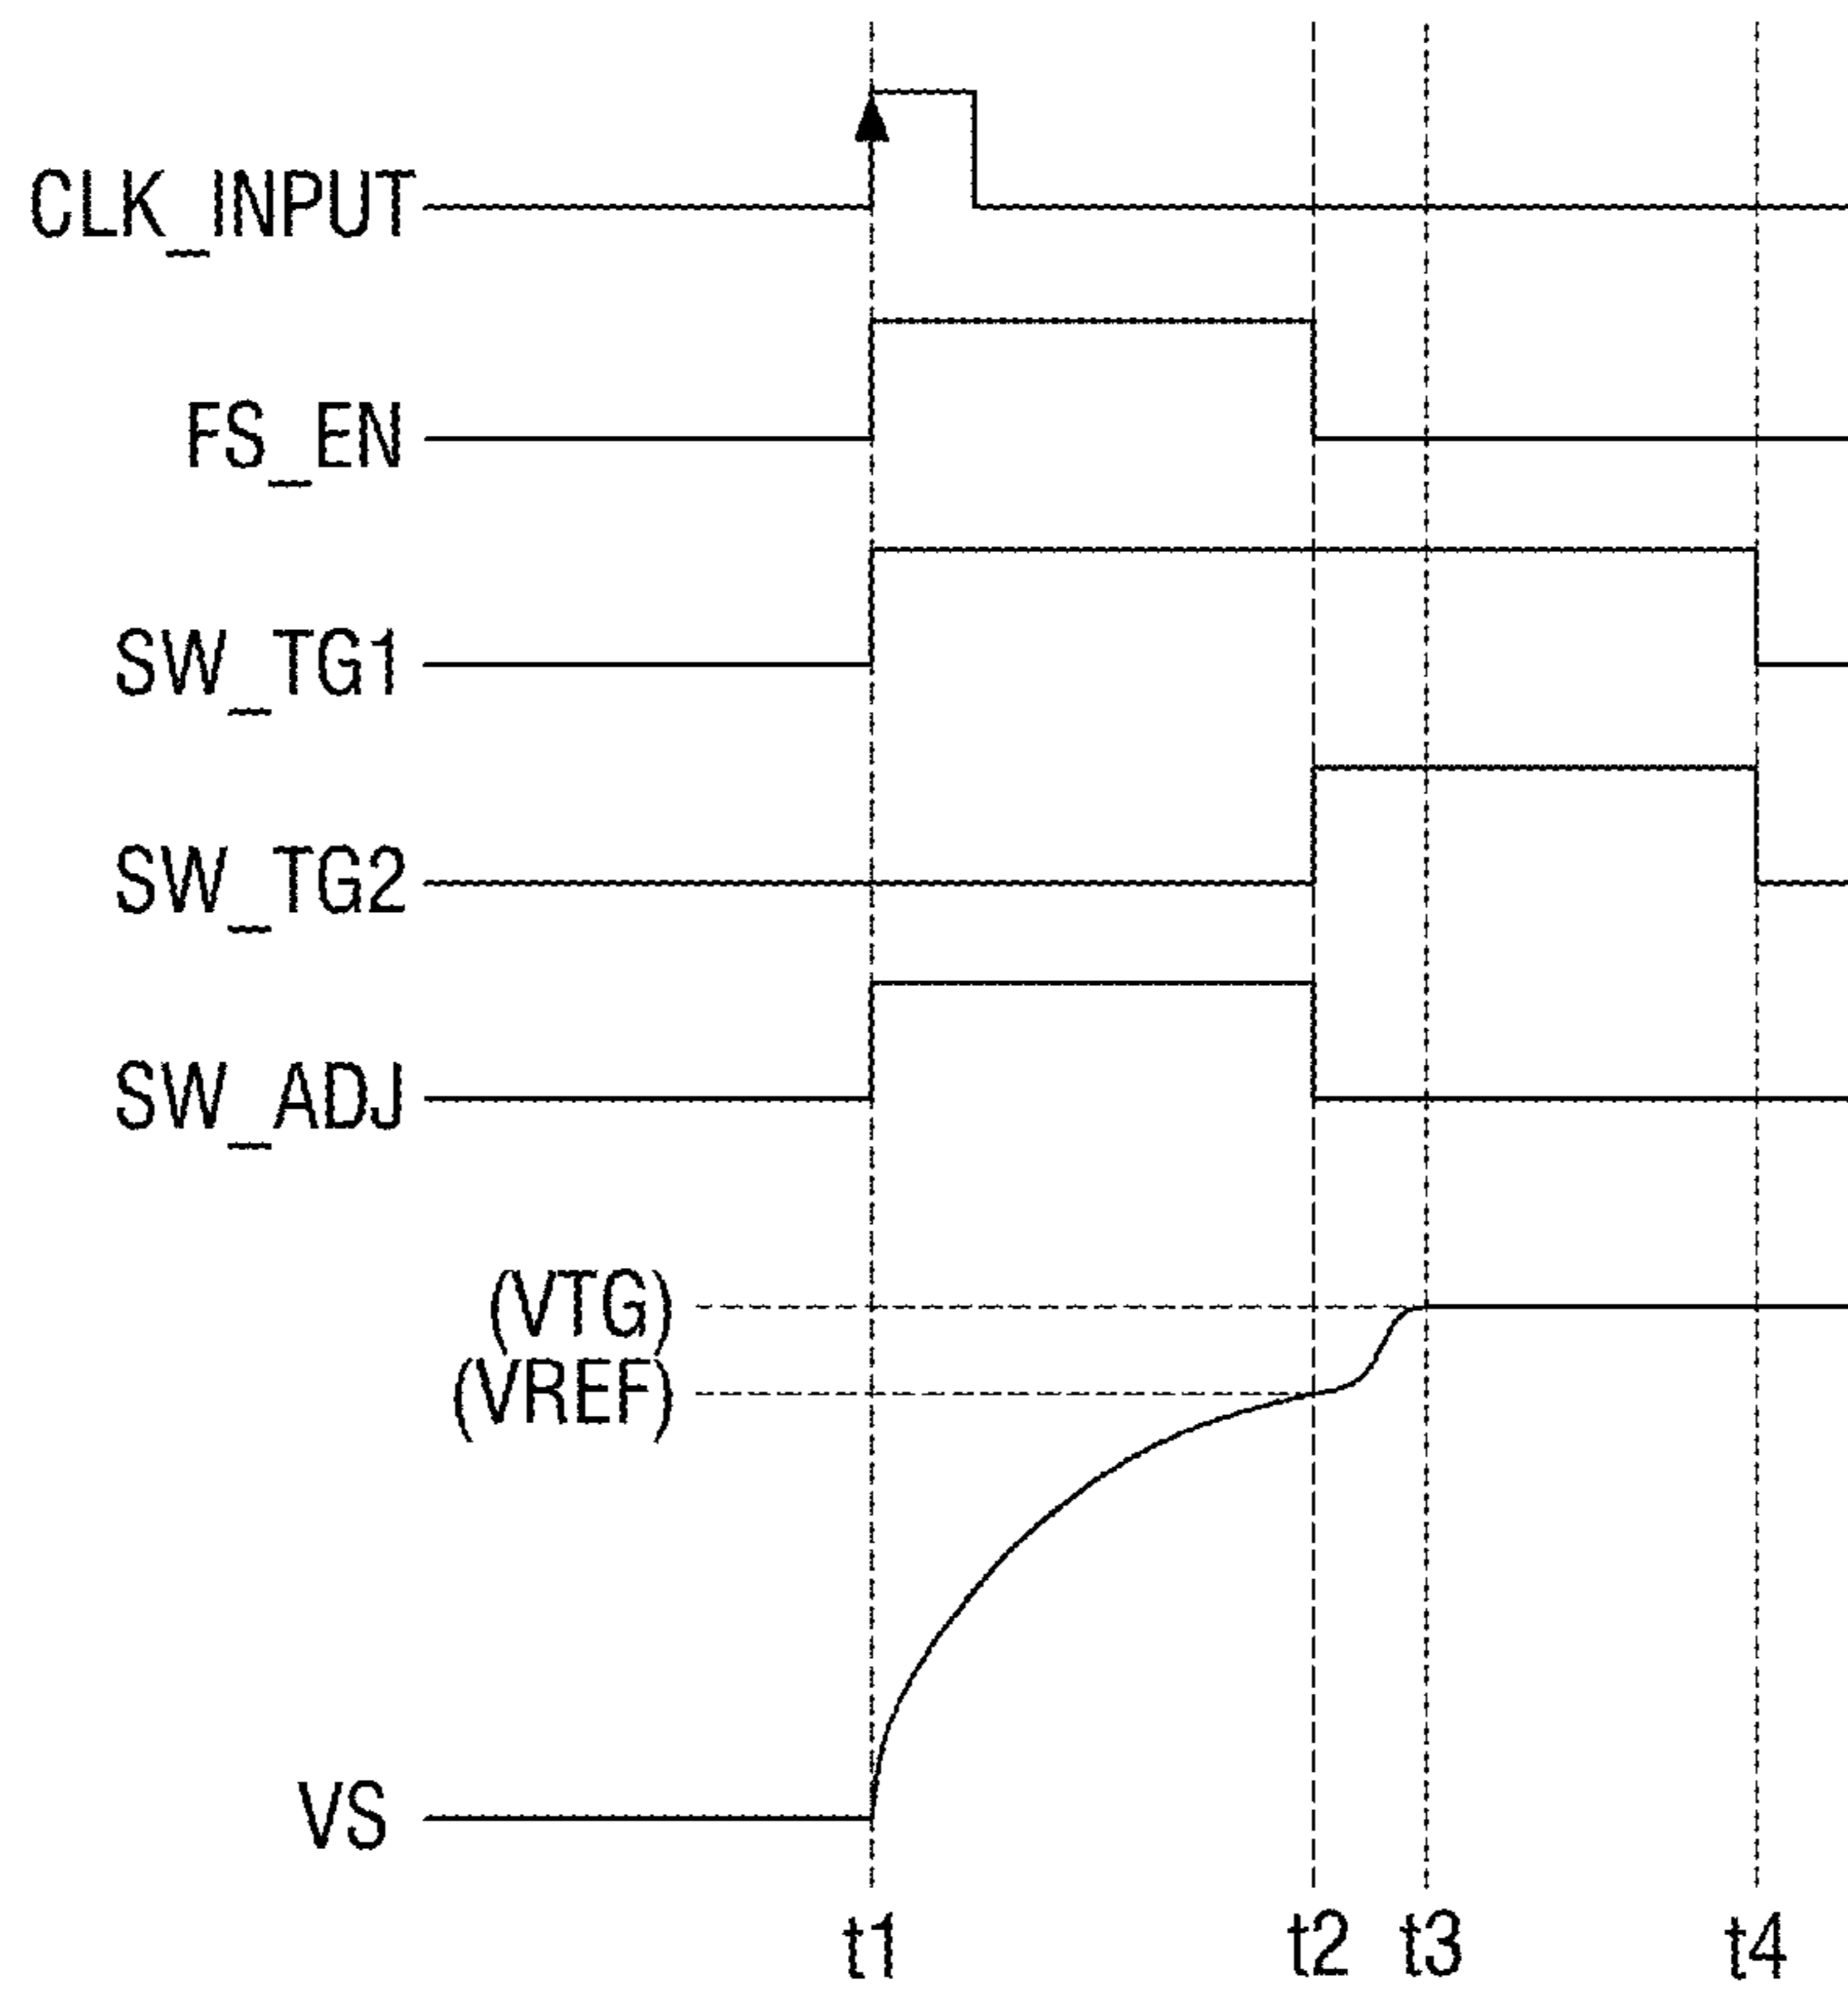 CLK_INPUT
FS_EN
SW_TG1
SW_TG2
SW_ADJ
(VTG)
(VREF)
VS
t1 t2 t3 t4